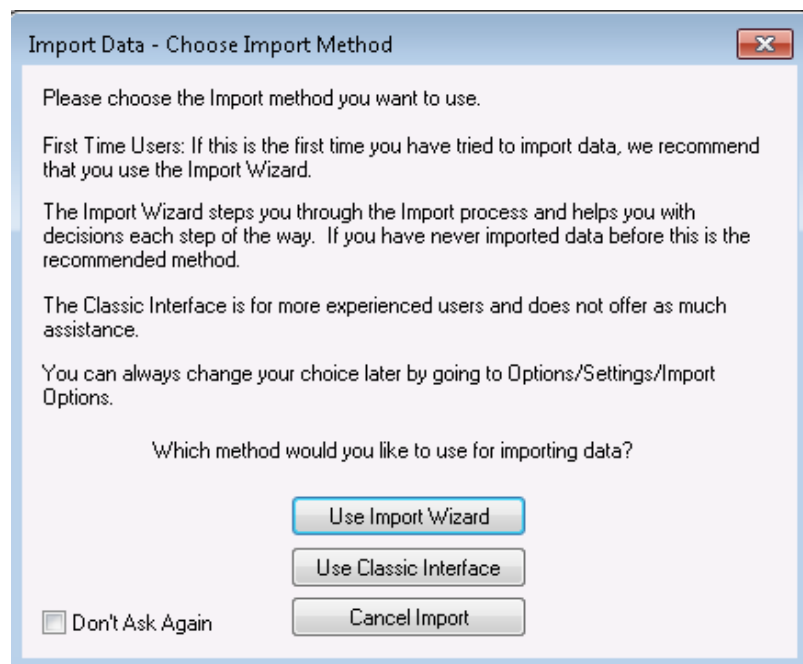 Import Data - Choose Import Method
Please choose the Import method you want to use.
First Time Users: If this is the first time you have tried to import data, we recommend
that you use the Import Wizard.
The Import Wizard steps you through the Import process and helps you with
decisions each step of the way.  If you have never imported data before this is the
recommended method.
The Classic Interface is for more experienced users and does not offer as much
assistance.
You can always change your choice later by going to Options/Settings/Import
Options.
Which method would you like to use for importing data?
Use Import Wizard
Use Classic Interface
Don't Ask Again
Cancel Import